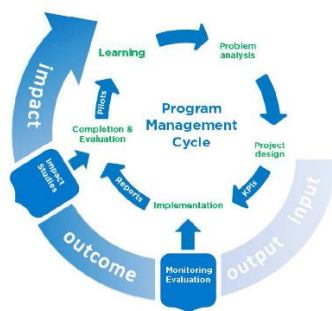 Learning
Problem
analysis
impact
Pilots
Program
Management
Cycle
Completion &
Evaluation
Project
design
Impact
Studies
Reports
KPIs
Implementation
input
outcome
output
Monitoring
Evaluation